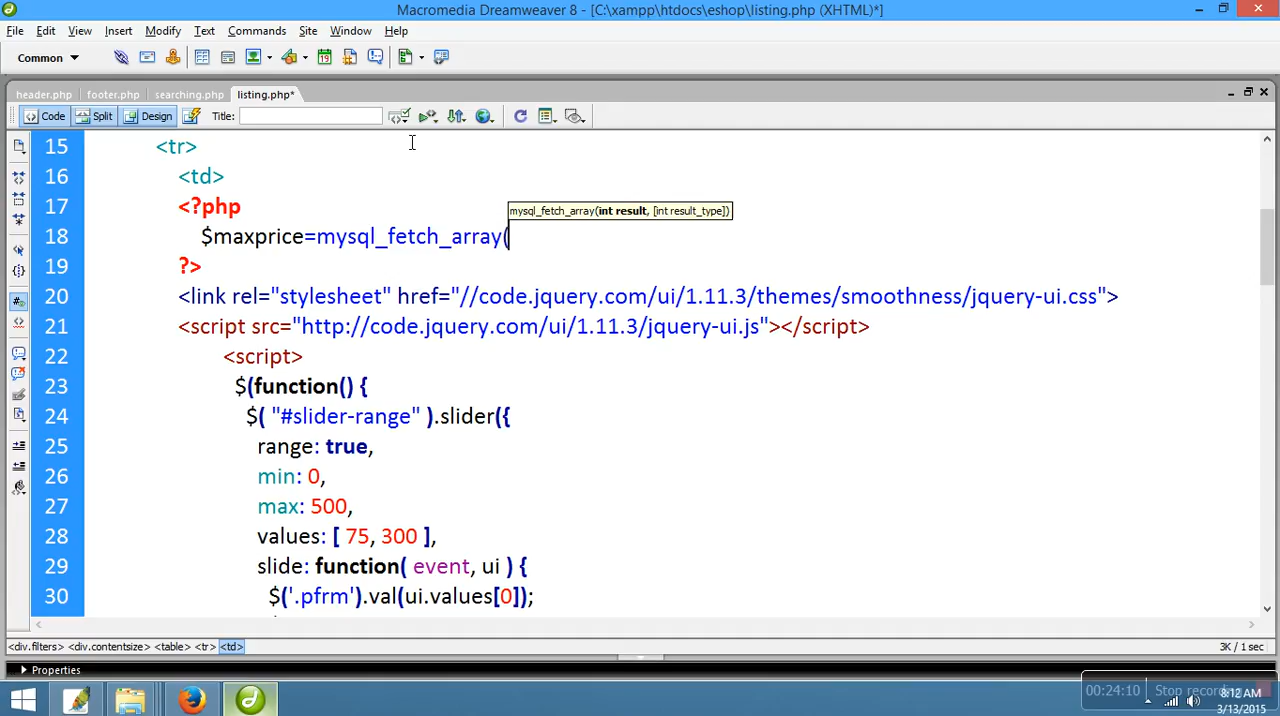 Macromedia Dreamweaver 8 - [C:\xampp\htdocs\eshop\listing.php (XHTML)*]
File Edit View Insert Modify Text Commands Site Window Help
Common
header.php footer.php searching.php listing.php*
Code Split Design Title:
15 <tr>
16 <td>
17 <?php
mysql_fetch_array(int result, [int result_type])
18 $maxprice=mysql_fetch_array(
19 ?>
20 <link rel="stylesheet" href="//code.jquery.com/ui/1.11.3/themes/smoothness/jquery-ui.css">
21 <script src="http://code.jquery.com/ui/1.11.3/jquery-ui.js"></script>
22 <script>
23 $(function() {
24 $( "#slider-range" ).slider({
25 range: true,
26 min: 0,
27 max: 500,
28 values: [ 75, 300 ],
29 slide: function( event, ui ) {
30 $('.pfrm').val(ui.values[0]);
<div.filters> <div.contentsize> <table> <tr> <td> 3K / 1 sec
Properties
00:24:10 Stop recording 8:12 AM
3/13/2015